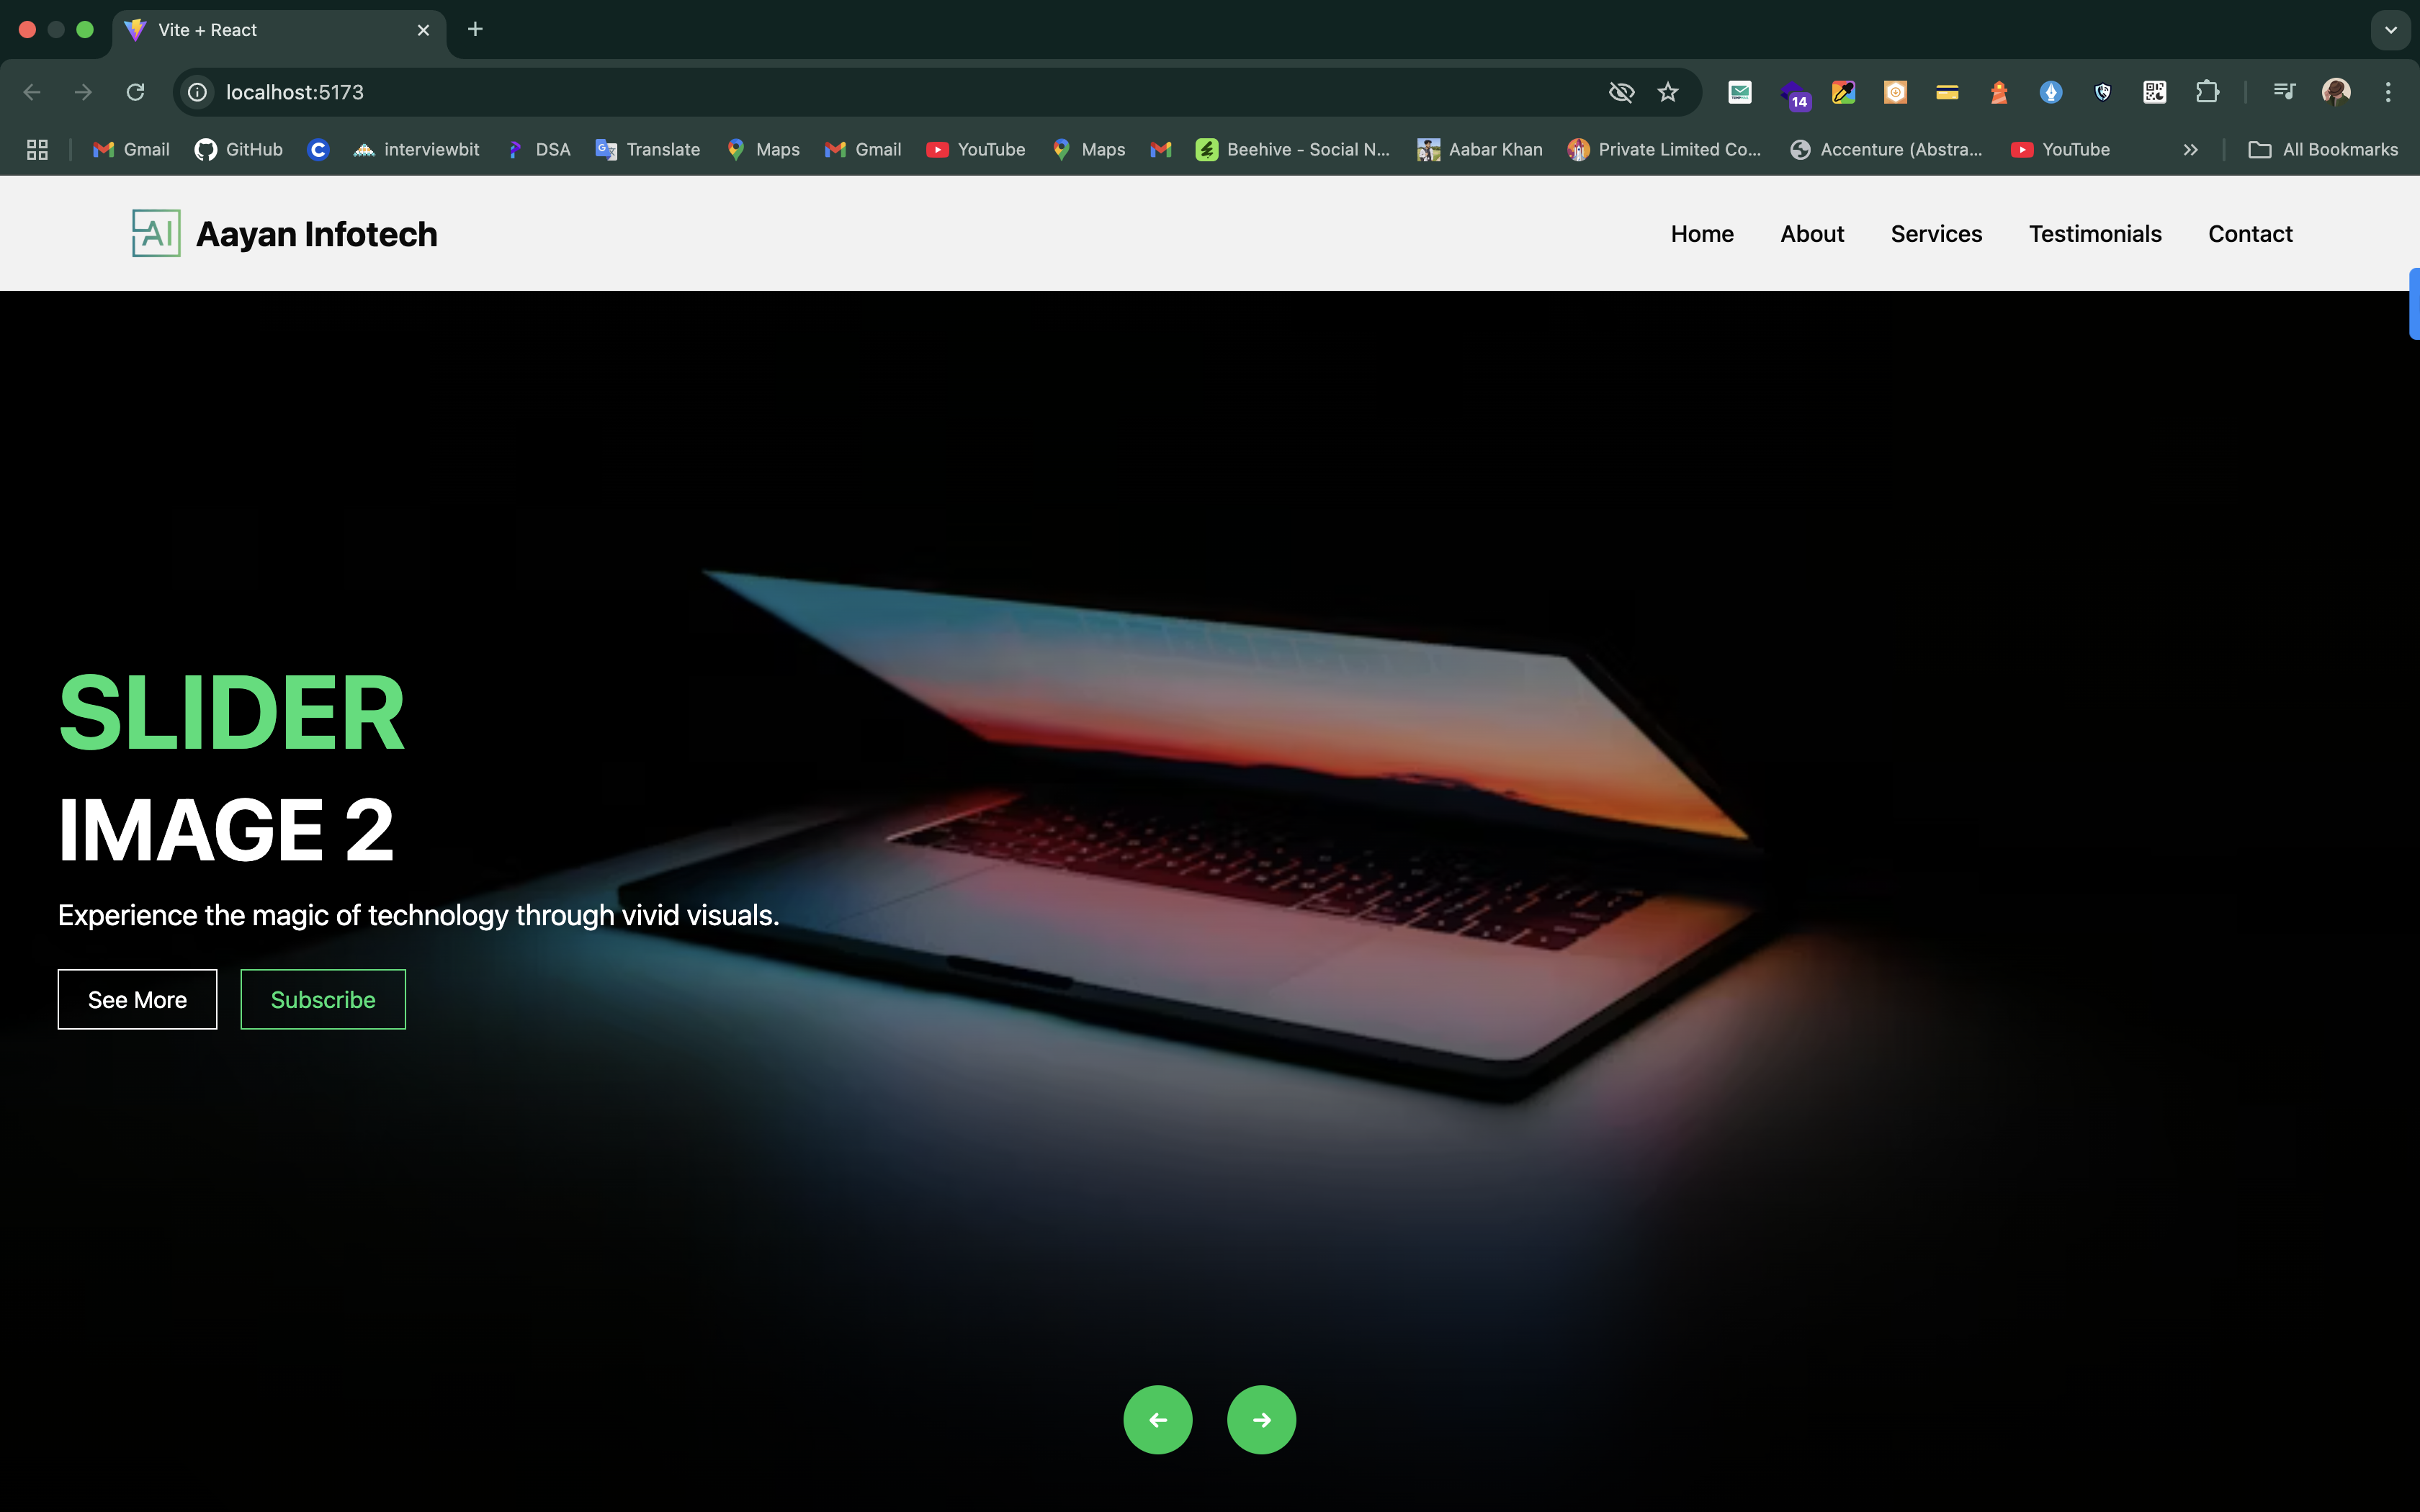 Vite + React
localhost:5173
14
Gmail GitHub interviewbit DSA Translate Maps Gmail YouTube Maps Beehive - Social N... Aabar Khan Private Limited Co... Accenture (Abstra... YouTube All Bookmarks
AI Aayan Infotech Home About Services Testimonials Contact
SLIDER
IMAGE 2
Experience the magic of technology through vivid visuals.
See More Subscribe